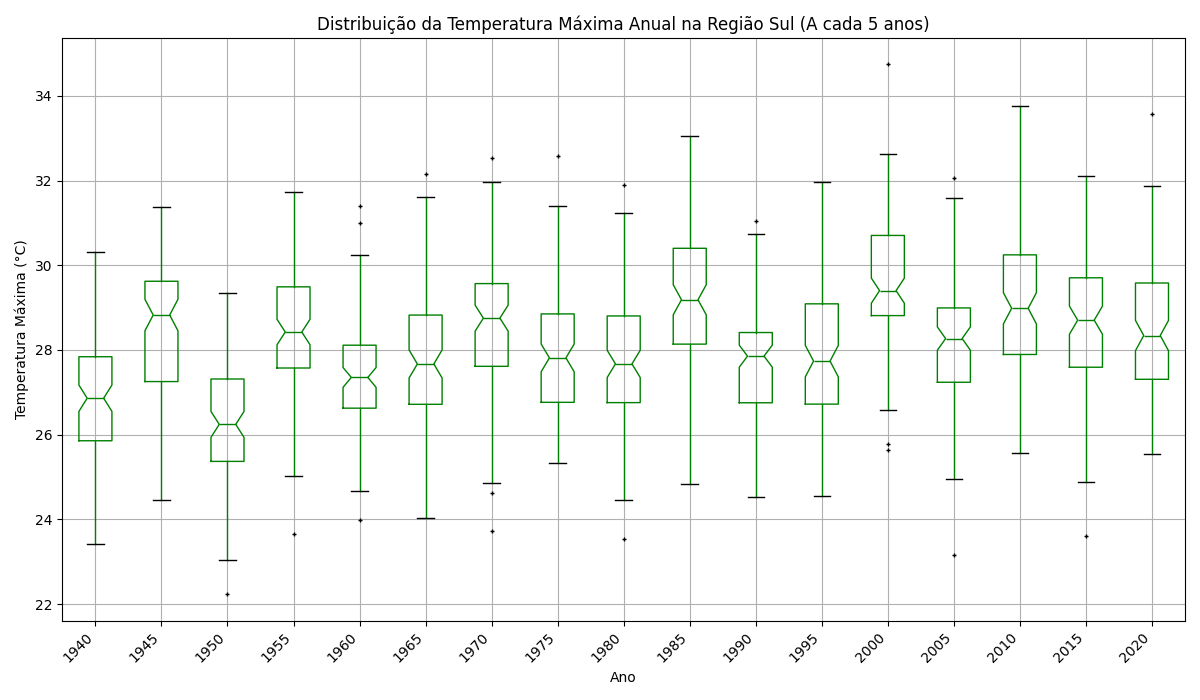 Distribuição da Temperatura Máxima Anual na Região Sul (A cada 5 anos)
Temperatura Máxima (°C)
34
32
30
28
26
24
22
1940 1945 1950 1955 1960 1965 1970 1975 1980 1985 1990 1995 2000 2005 2010 2015 2020
Ano